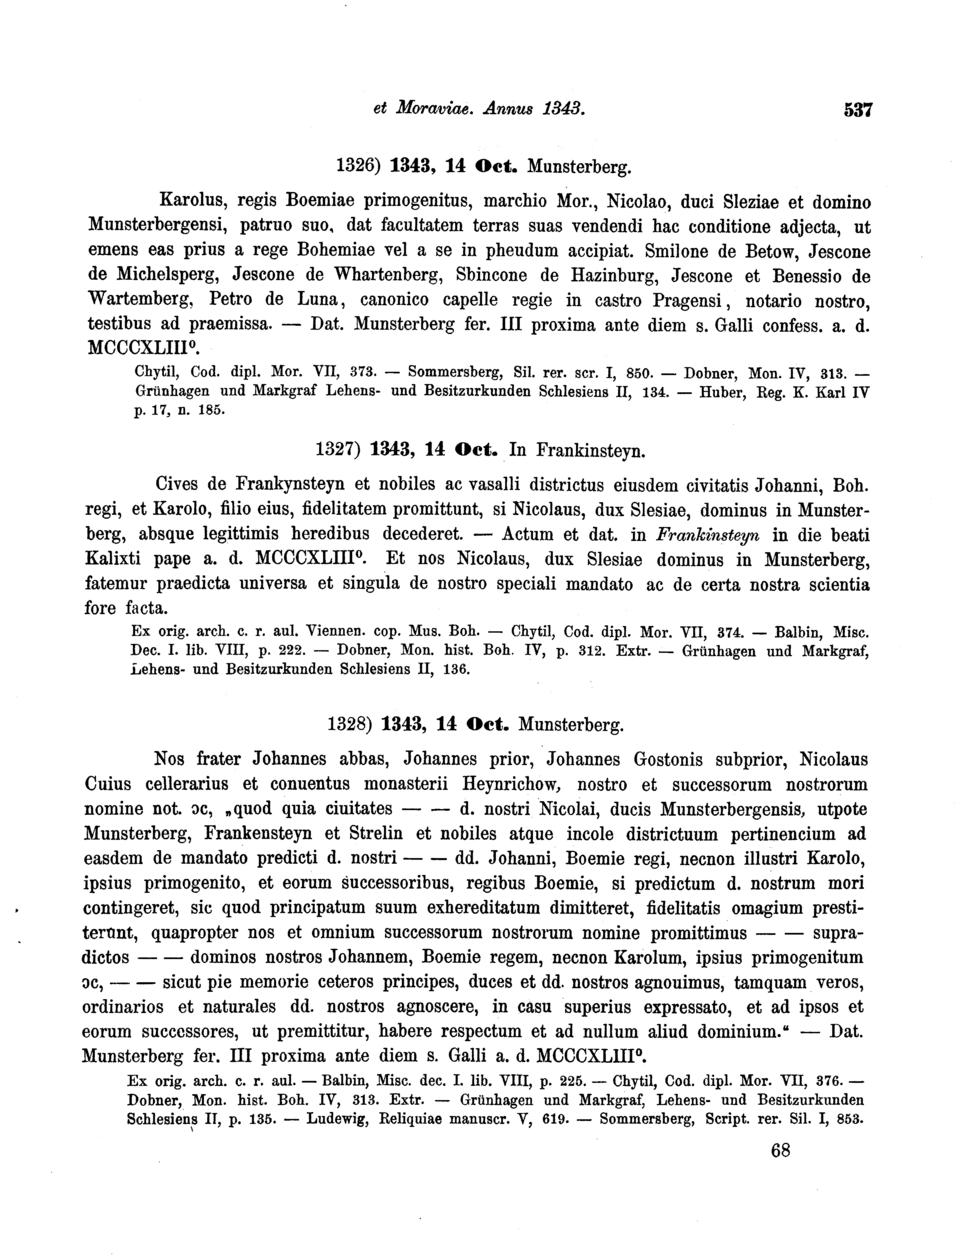 et Moraviae. Annus 1343. 537
1326) 1343, 14 Oct. Munsterberg.
Karolus, regis Boemiae primogenitus, marchio Mor., Nicolao, duci Sleziae et domino
Munsterbergensi, patruo suo, dat facultatem terras suas vendendi hac conditione adjecta, ut
emens eas prius a rege Bohemiae vel a se in pheudum accipiat. Smilone de Betow, Jescone
de Michelsperg, Jescone de Whartenberg, Sbincone de Hazinburg, Jescone et Benessio de
Wartemberg, Petro de Luna, canonico capelle regie in castro Pragensi, notario nostro,
testibus ad praemissa. — Dat. Munsterberg fer. III proxima ante diem s. Galli confess. a. d.
MCCCXLIII⁰.
Chytil, Cod. dipl. Mor. VII, 373. — Sommersberg, Sil. rer. scr. I, 850. — Dobner, Mon. IV, 313. —
Grünhagen und Markgraf Lehens- und Besitzurkunden Schlesiens II, 134. — Huber, Reg. K. Karl IV
p. 17, n. 185.
1327) 1343, 14 Oct. In Frankinsteyn.
Cives de Frankynsteyn et nobiles ac vasalli districtus eiusdem civitatis Johanni, Boh.
regi, et Karolo, filio eius, fidelitatem promittunt, si Nicolaus, dux Slesiae, dominus in Munster-
berg, absque legittimis heredibus decederet. — Actum et dat. in Frankinsteyn in die beati
Kalixti pape a. d. MCCCXLIII⁰. Et nos Nicolaus, dux Slesiae dominus in Munsterberg,
fatemur praedicta universa et singula de nostro speciali mandato ac de certa nostra scientia
fore facta.
Ex orig. arch. c. r. aul. Viennen. cop. Mus. Boh. — Chytil, Cod. dipl. Mor. VII, 374. — Balbin, Misc.
Dec. I. lib. VIII, p. 222. — Dobner, Mon. hist. Boh. IV, p. 312. Extr. — Grünhagen und Markgraf,
Lehens- und Besitzurkunden Schlesiens II, 136.
1328) 1343, 14 Oct. Munsterberg.
Nos frater Johannes abbas, Johannes prior, Johannes Gostonis subprior, Nicolaus
Cuius cellerarius et conuentus monasterii Heynrichow, nostro et successorum nostrorum
nomine not. ɔc, „quod quia ciuitates — — d. nostri Nicolai, ducis Munsterbergensis, utpote
Munsterberg, Frankensteyn et Strelin et nobiles atque incole districtuum pertinencium ad
easdem de mandato predicti d. nostri — — dd. Johanni, Boemie regi, necnon illustri Karolo,
ipsius primogenito, et eorum successoribus, regibus Boemie, si predictum d. nostrum mori
contingeret, sic quod principatum suum exhereditatum dimitteret, fidelitatis omagium presti-
terunt, quapropter nos et omnium successorum nostrorum nomine promittimus — — supra-
dictos — — dominos nostros Johannem, Boemie regem, necnon Karolum, ipsius primogenitum
ɔc, — — sicut pie memorie ceteros principes, duces et dd. nostros agnouimus, tamquam veros,
ordinarios et naturales dd. nostros agnoscere, in casu superius expressato, et ad ipsos et
eorum successores, ut premittitur, habere respectum et ad nullum aliud dominium.“ — Dat.
Munsterberg fer. III proxima ante diem s. Galli a. d. MCCCXLIII⁰.
Ex orig. arch. c. r. aul. — Balbin, Misc. dec. I. lib. VIII, p. 225. — Chytil, Cod. dipl. Mor. VII, 376. —
Dobner, Mon. hist. Boh. IV, 313. Extr. — Grünhagen und Markgraf, Lehens- und Besitzurkunden
Schlesiens II, p. 135. — Ludewig, Reliquiae manuscr. V, 619. — Sommersberg, Script. rer. Sil. I, 853.
68